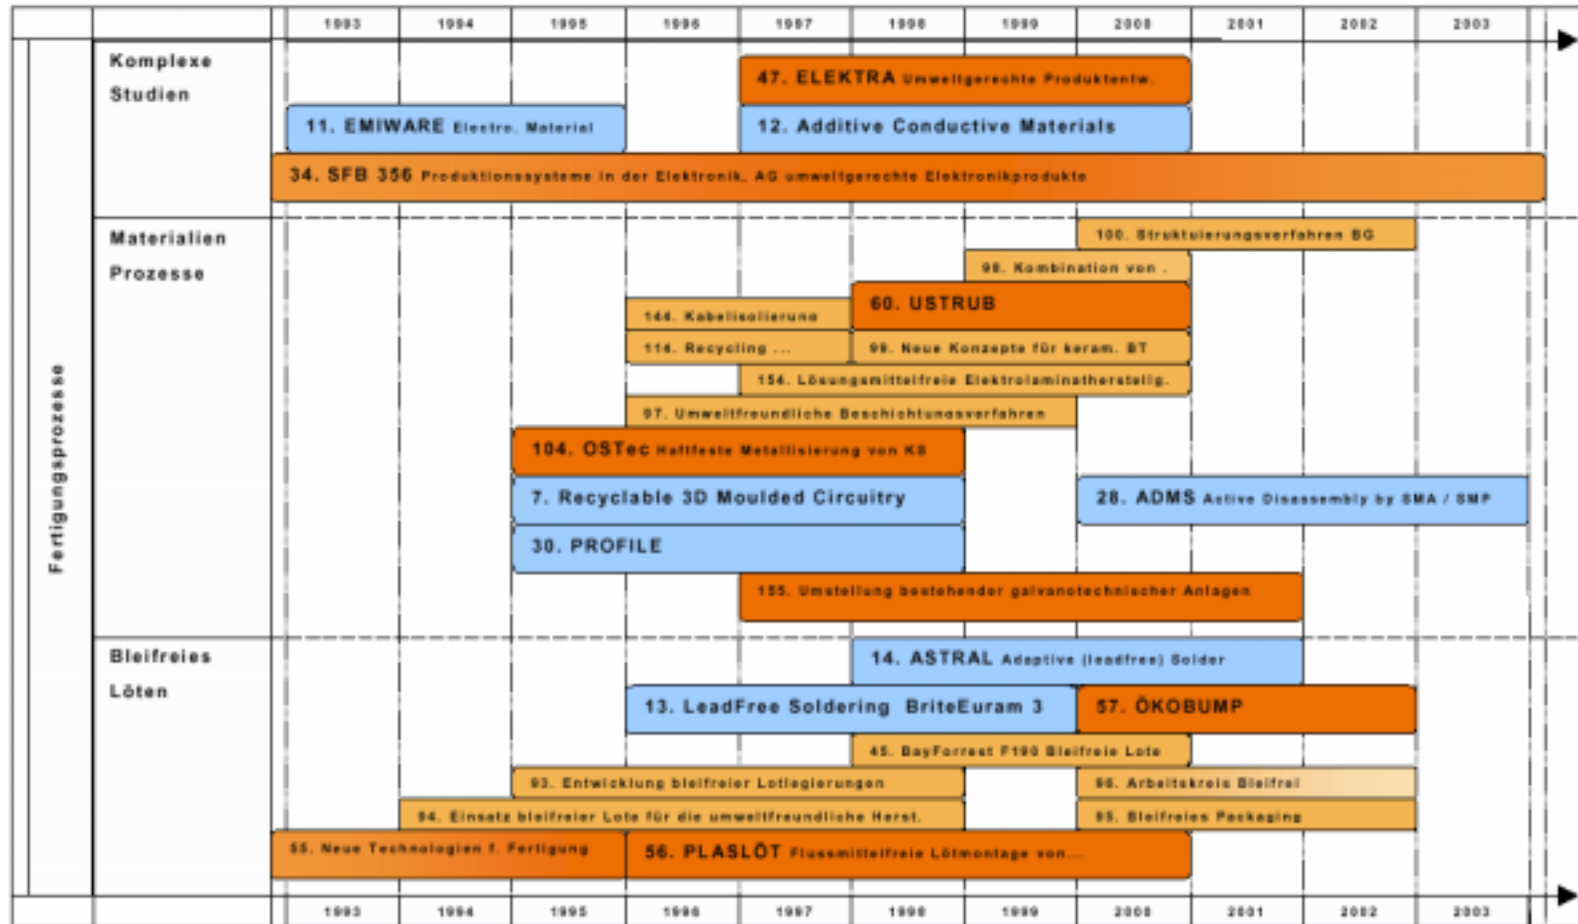 1993 1994 1995 1996 1997 1998 1999 2000 2001 2002 2003
Fertigungsprozesse
Komplexe
Studien
47. ELEKTRA Umweltgerechte Produktentw.
11. EMIWARE Electro. Material
12. Additive Conductive Materials
34. SFB 356 Produktionssysteme in der Elektronik, AG umweltgerechte Elektronikprodukte
Materialien
Prozesse
100. Struktuierungsverfahren BG
98. Kombination von .
60. USTRUB
144. Kabelisolierung
114. Recycling ...
99. Neue Konzepte für keram. BT
154. Lösungsmittelfreie Elektrolaminatherstellg.
97. Umweltfreundliche Beschichtungsverfahren
104. OSTec Haftfeste Metallisierung von KS
7. Recyclable 3D Moulded Circuitry
28. ADMS Active Disassembly by SMA / SMP
30. PROFILE
155. Umstellung bestehender galvanotechnischer Anlagen
Bleifreies
Löten
14. ASTRAL Adaptive (leadfree) Solder
13. LeadFree Soldering BriteEuram 3
57. ÖKOBUMP
45. BayForrest F190 Bleifreie Lote
93. Entwicklung bleifreier Lotlegierungen
96. Arbeitskreis Bleifrei
94. Einsatz bleifreier Lote für die umweltfreundliche Herst.
95. Bleifreies Packaging
55. Neue Technologien f. Fertigung
56. PLASLÖT Flussmittelfreie Lötmontage von...
1993 1994 1995 1996 1997 1998 1999 2000 2001 2002 2003